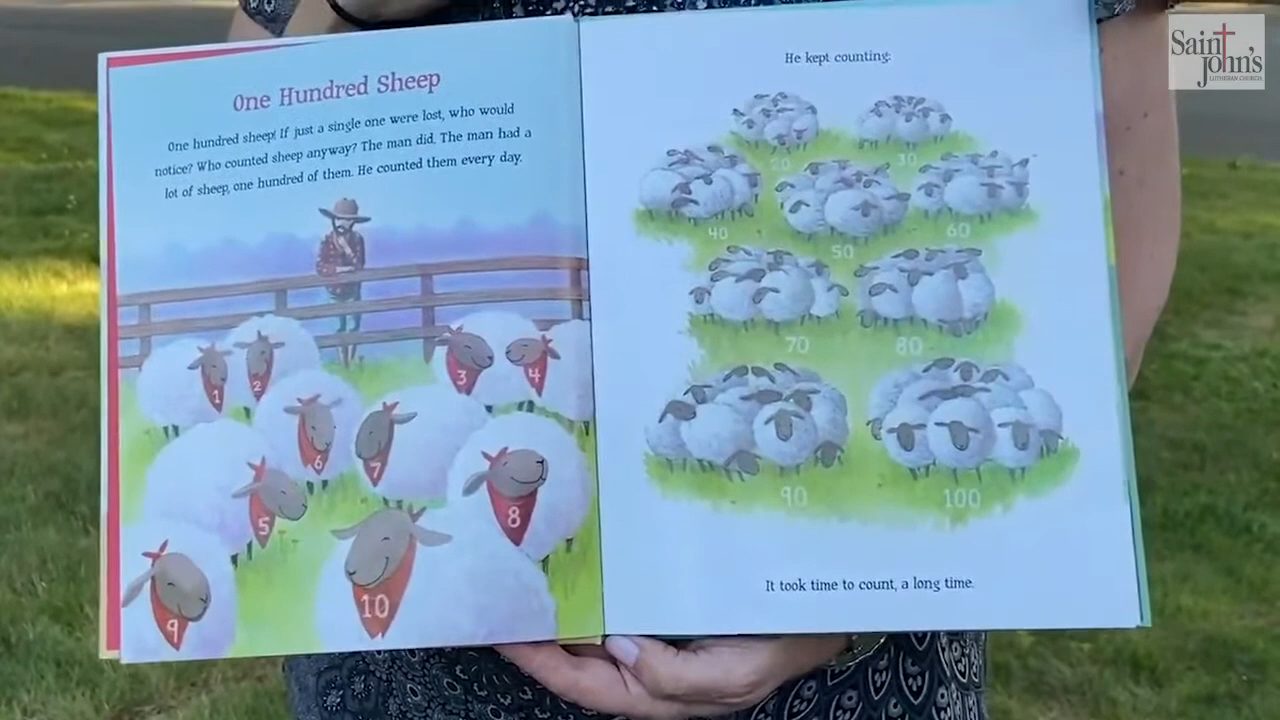 One Hundred Sheep
One hundred sheep! If just a single one were lost, who would
notice? Who counted sheep anyway? The man did. The man had a
lot of sheep, one hundred of them. He counted them every day.
1
2
3
4
6
7
5
8
9
10
He kept counting:
20
30
40
50
60
70
80
90
100
It took time to count, a long time.
Saint
John's
LUTHERAN CHURCH